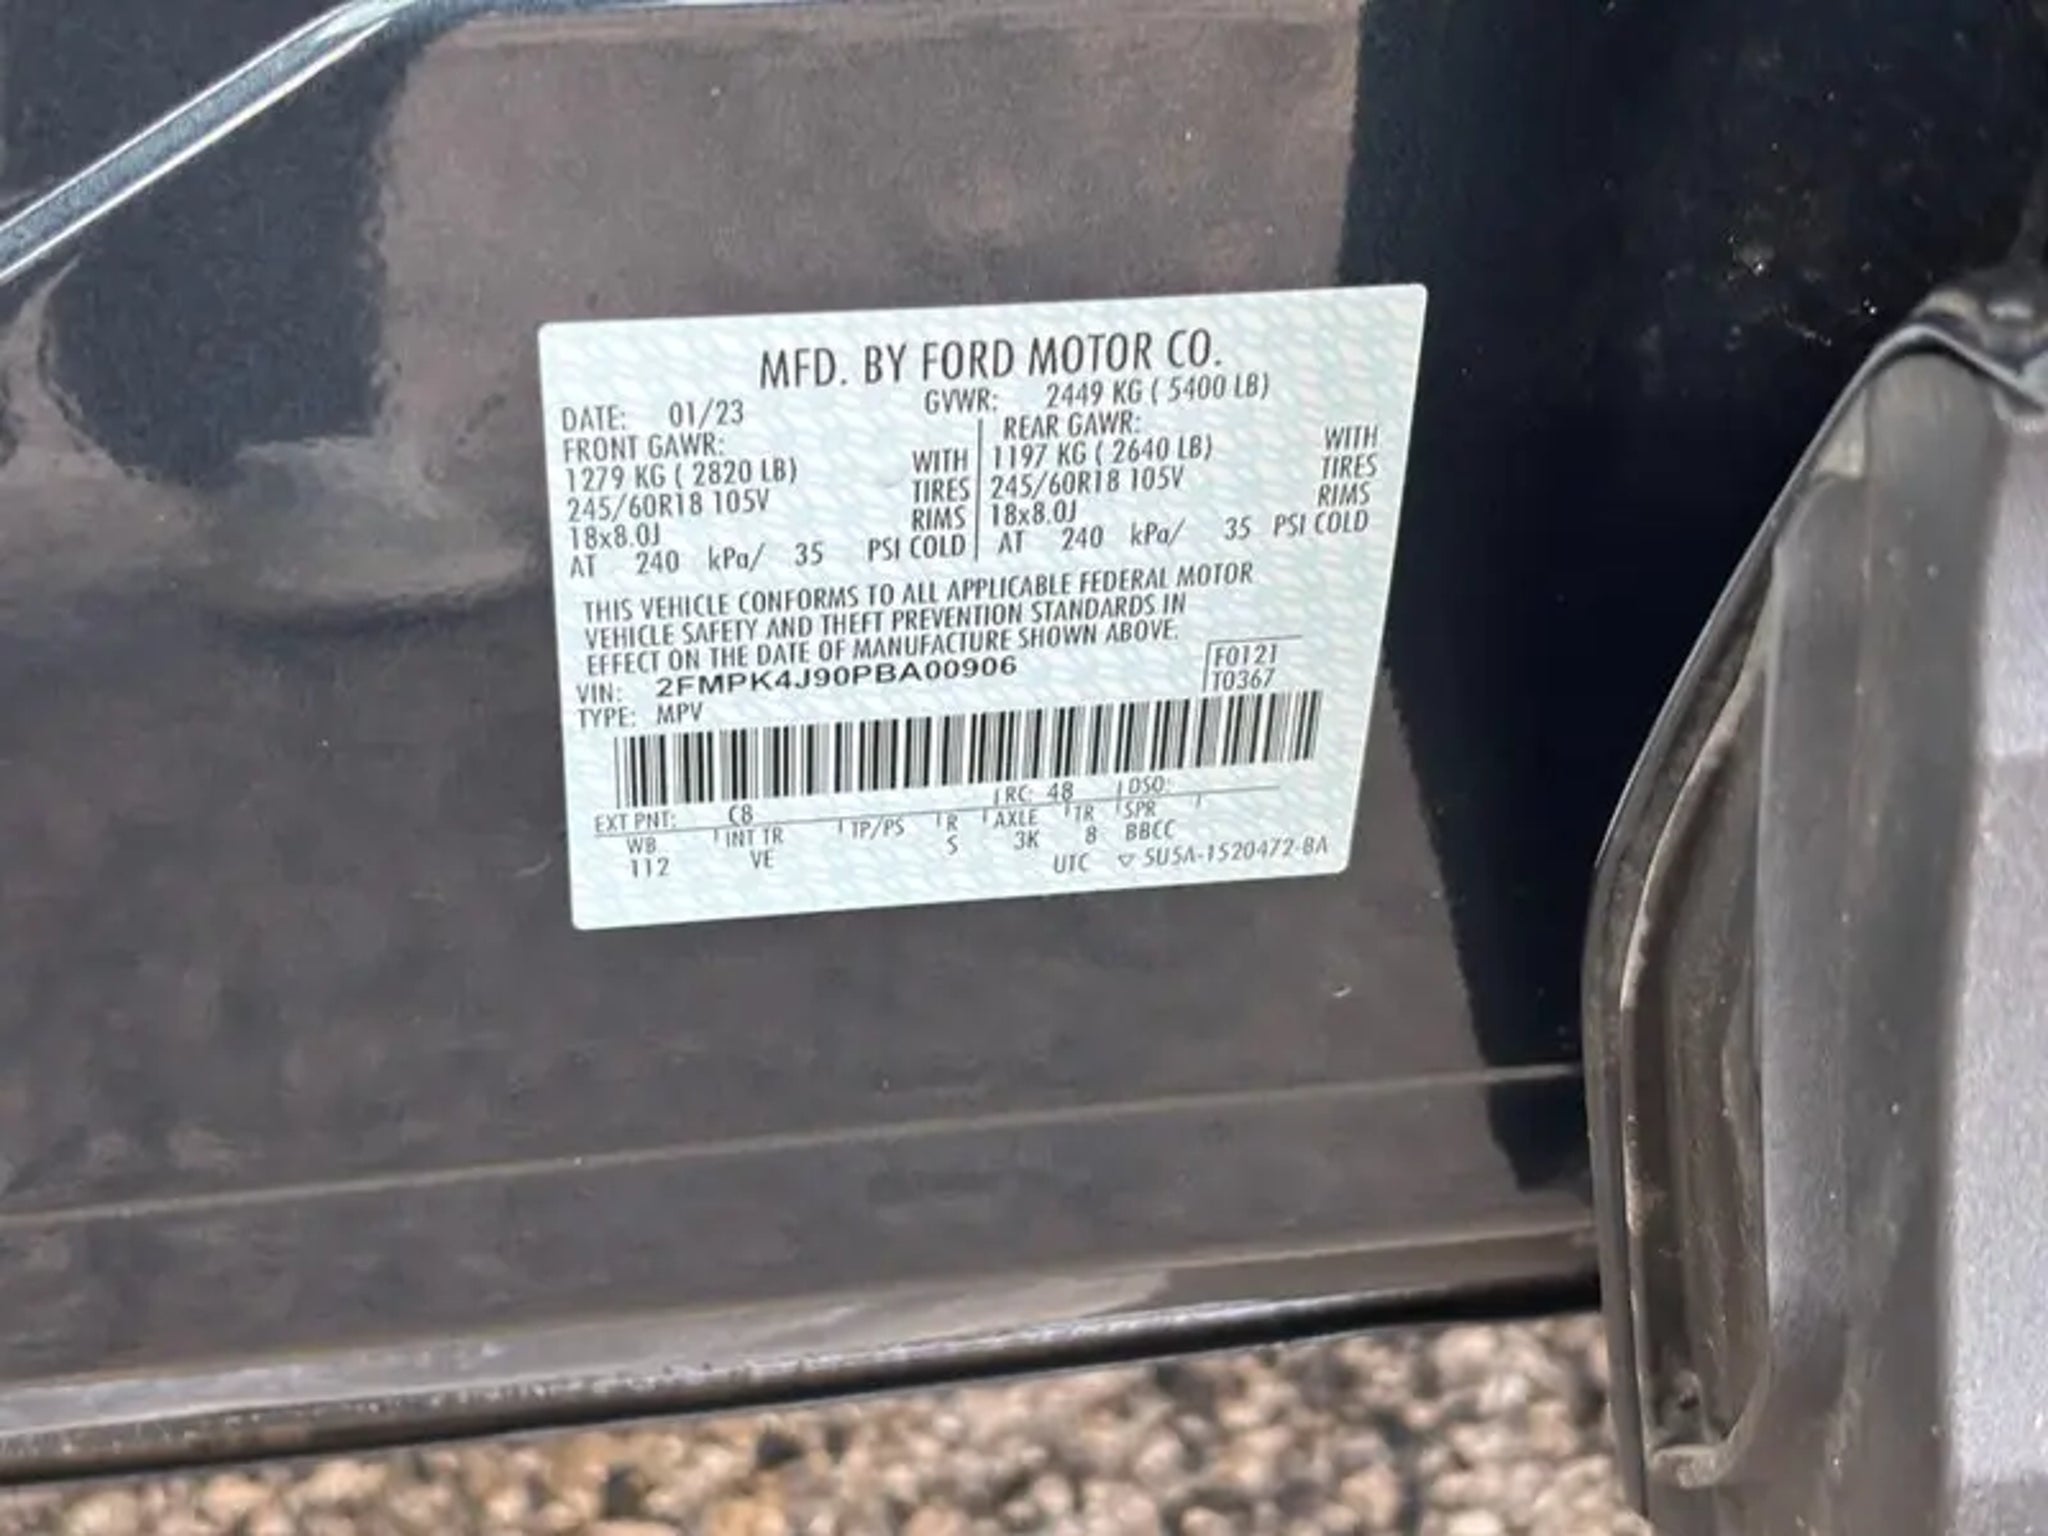 MFD. BY FORD MOTOR CO.
DATE: 01/23 GVWR: 2449 KG ( 5400 LB)
FRONT GAWR: REAR GAWR:
1279 KG ( 2820 LB) WITH 1197 KG ( 2640 LB) WITH
245/60R18 105V TIRES 245/60R18 105V TIRES
18x8.0J RIMS 18x8.0J RIMS
AT 240 kPa/ 35 PSI COLD AT 240 kPa/ 35 PSI COLD
THIS VEHICLE CONFORMS TO ALL APPLICABLE FEDERAL MOTOR
VEHICLE SAFETY AND THEFT PREVENTION STANDARDS IN
EFFECT ON THE DATE OF MANUFACTURE SHOWN ABOVE.
VIN: 2FMPK4J90PBA00906 F0121
TYPE: MPV T0367
EXT PNT: C8 RC: 48 DSO:
WB INT TR TP/PS R AXLE TR SPR
112 VE S 3K 8 BBCC
UTC ▽ 5U5A-1520472-BA